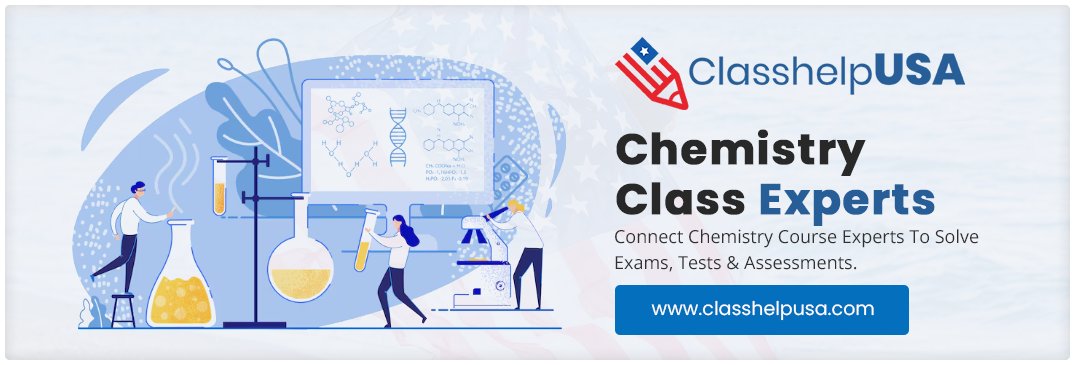 ClasshelpUSA
Chemistry
Class Experts
Connect Chemistry Course Experts To Solve
Exams, Tests & Assessments.
www.classhelpusa.com